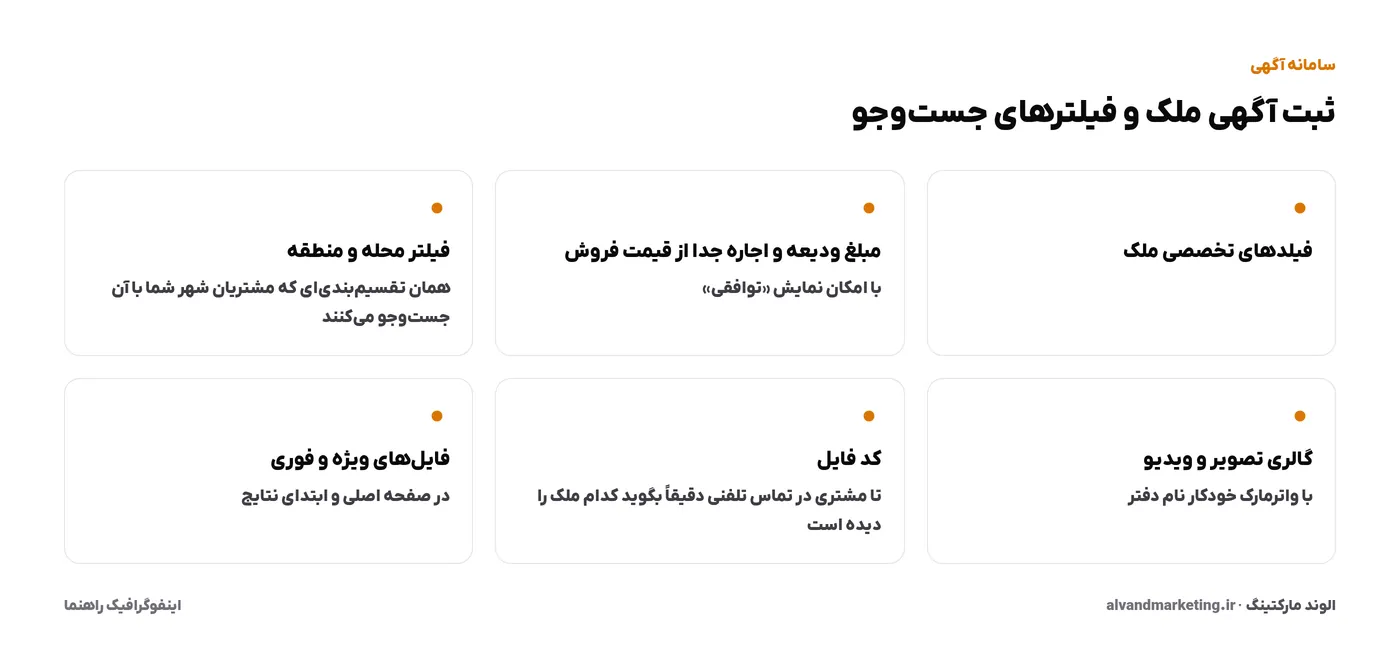 سامانه آگهی
ثبت آگهی ملک و فیلترهای جست‌وجو
فیلدهای تخصصی ملک
مبلغ ودیعه و اجاره جدا از قیمت فروش
با امکان نمایش «توافقی»
فیلتر محله و منطقه
همان تقسیم‌بندی‌ای که مشتریان شهر شما با آن
جست‌وجو می‌کنند
گالری تصویر و ویدیو
با واترمارک خودکار نام دفتر
کد فایل
تا مشتری در تماس تلفنی دقیقاً بگوید کدام ملک را
دیده است
فایل‌های ویژه و فوری
در صفحه اصلی و ابتدای نتایج
الوند مارکتینگ · alvandmarketing.ir
اینفوگرافیک راهنما